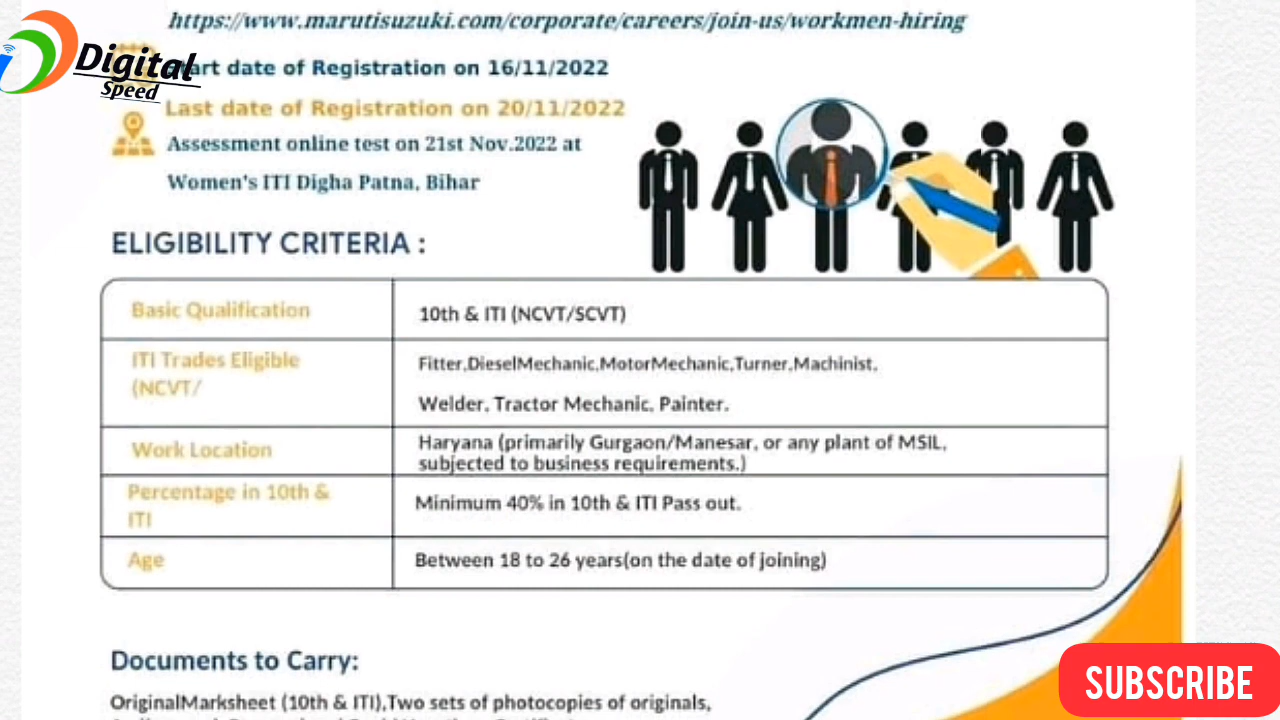 https://www.marutisuzuki.com/corporate/careers/join-us/workmen-hiring
Digital
Speed
art date of Registration on 16/11/2022
Last date of Registration on 20/11/2022
Assessment online test on 21st Nov.2022 at
Women's ITI Digha Patna, Bihar
ELIGIBILITY CRITERIA :
Basic Qualification
10th & ITI (NCVT/SCVT)
ITI Trades Eligible
(NCVT/
Fitter,DieselMechanic,MotorMechanic,Turner,Machinist,
Welder, Tractor Mechanic, Painter.
Work Location
Haryana (primarily Gurgaon/Manesar, or any plant of MSIL,
subjected to business requirements.)
Percentage in 10th &
ITI
Minimum 40% in 10th & ITI Pass out.
Age
Between 18 to 26 years(on the date of joining)
Documents to Carry:
OriginalMarksheet (10th & ITI),Two sets of photocopies of originals,
SUBSCRIBE